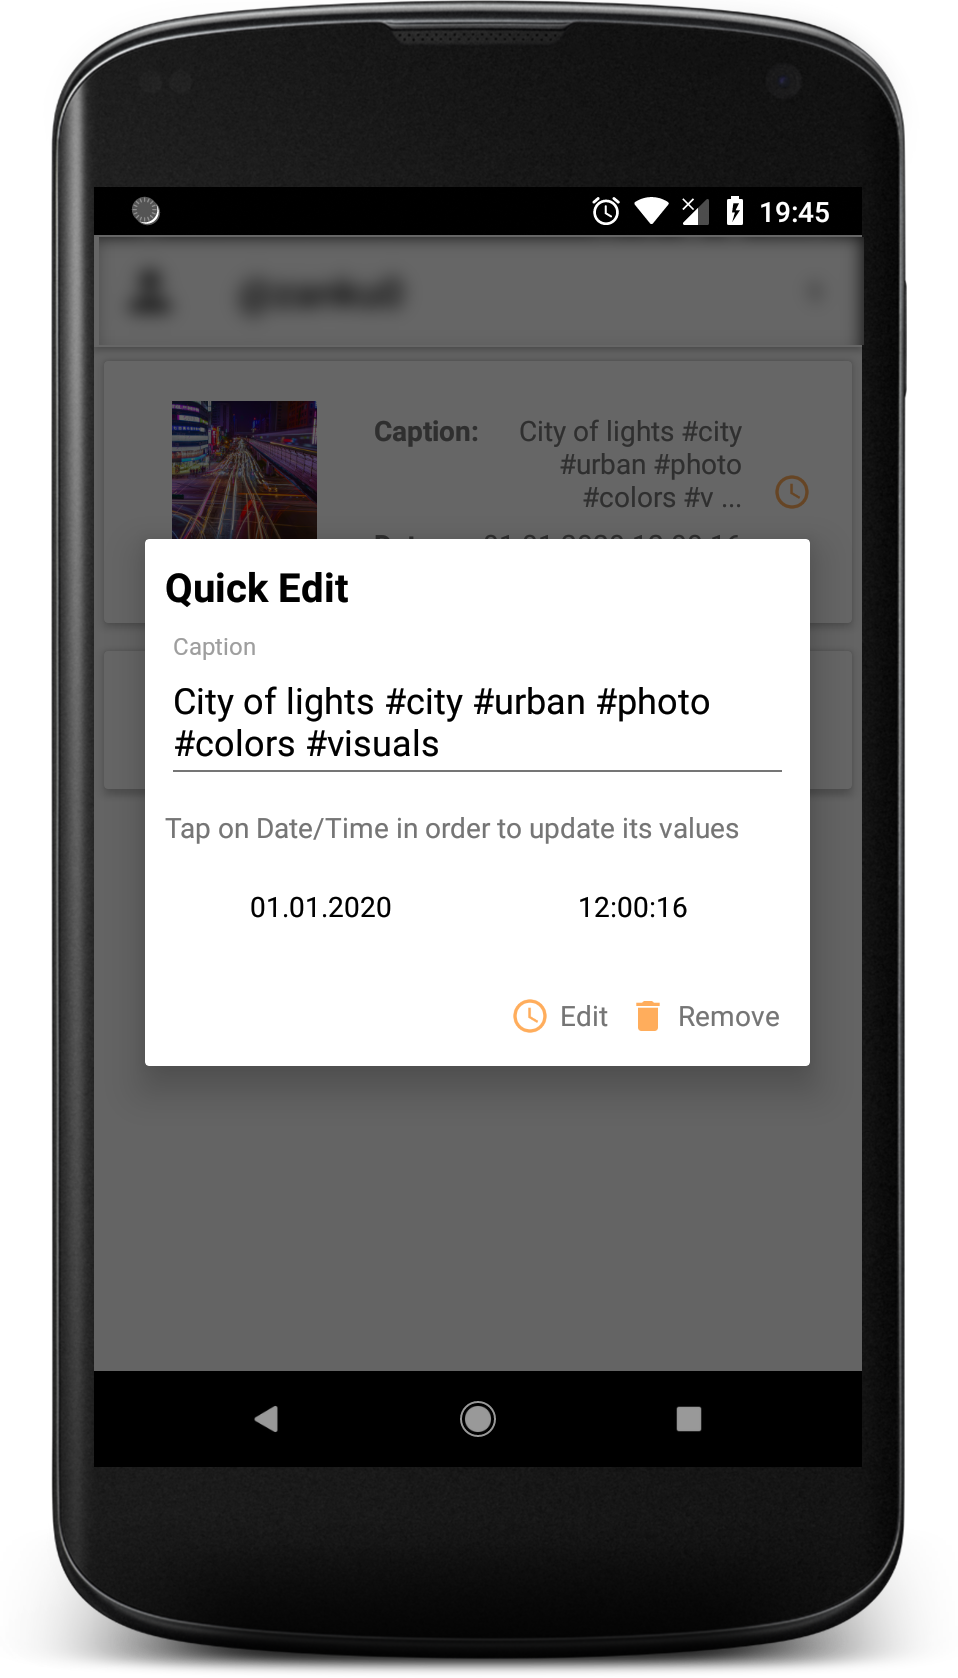 19:45
Caption: City of lights #city
#urban #photo
#colors #v ...
Quick Edit
Caption
City of lights #city #urban #photo
#colors #visuals
Tap on Date/Time in order to update its values
01.01.2020 12:00:16
Edit Remove